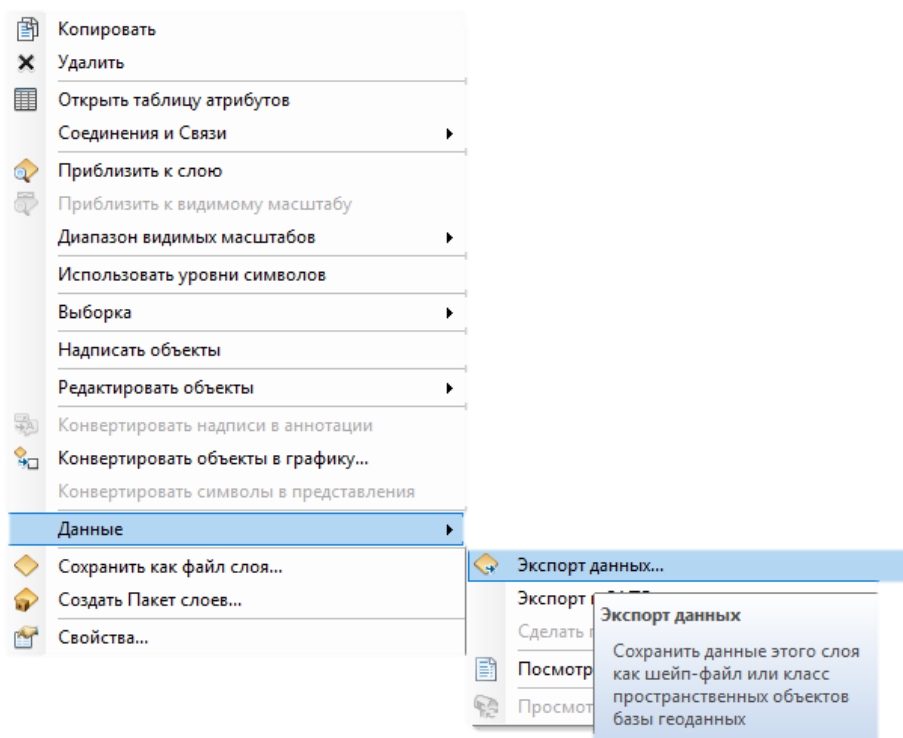 Копировать
Удалить
Открыть таблицу атрибутов
Соединения и Связи
Приблизить к слою
Приблизить к видимому масштабу
Диапазон видимых масштабов
Использовать уровни символов
Выборка
Надписать объекты
Редактировать объекты
Конвертировать надписи в аннотации
Конвертировать объекты в графику...
Конвертировать символы в представления
Данные
Сохранить как файл слоя...
Создать Пакет слоев...
Свойства...
Экспорт данных...
Экспорт
Сделать
Посмотр
Просмот
Экспорт данных
Сохранить данные этого слоя
как шейп-файл или класс
пространственных объектов
базы геоданных